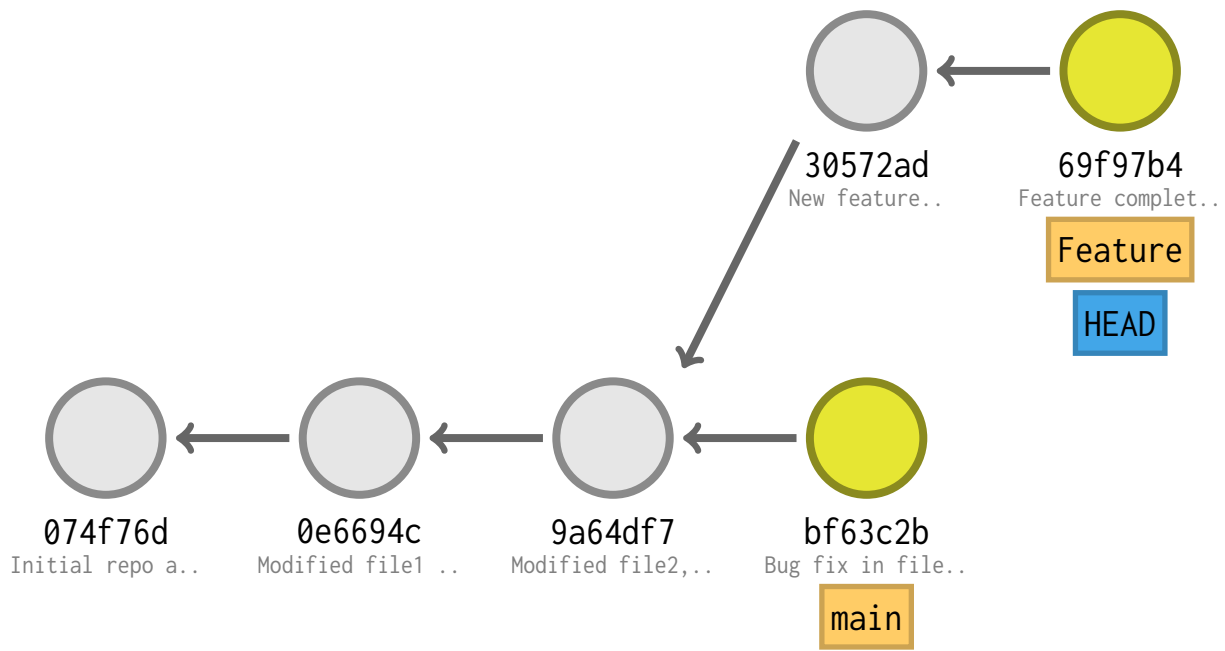 30572ad
New feature..
69f97b4
Feature complet..
Feature
HEAD
074f76d
Initial repo a..
0e6694c
Modified file1 ..
9a64df7
Modified file2,..
bf63c2b
Bug fix in file..
main